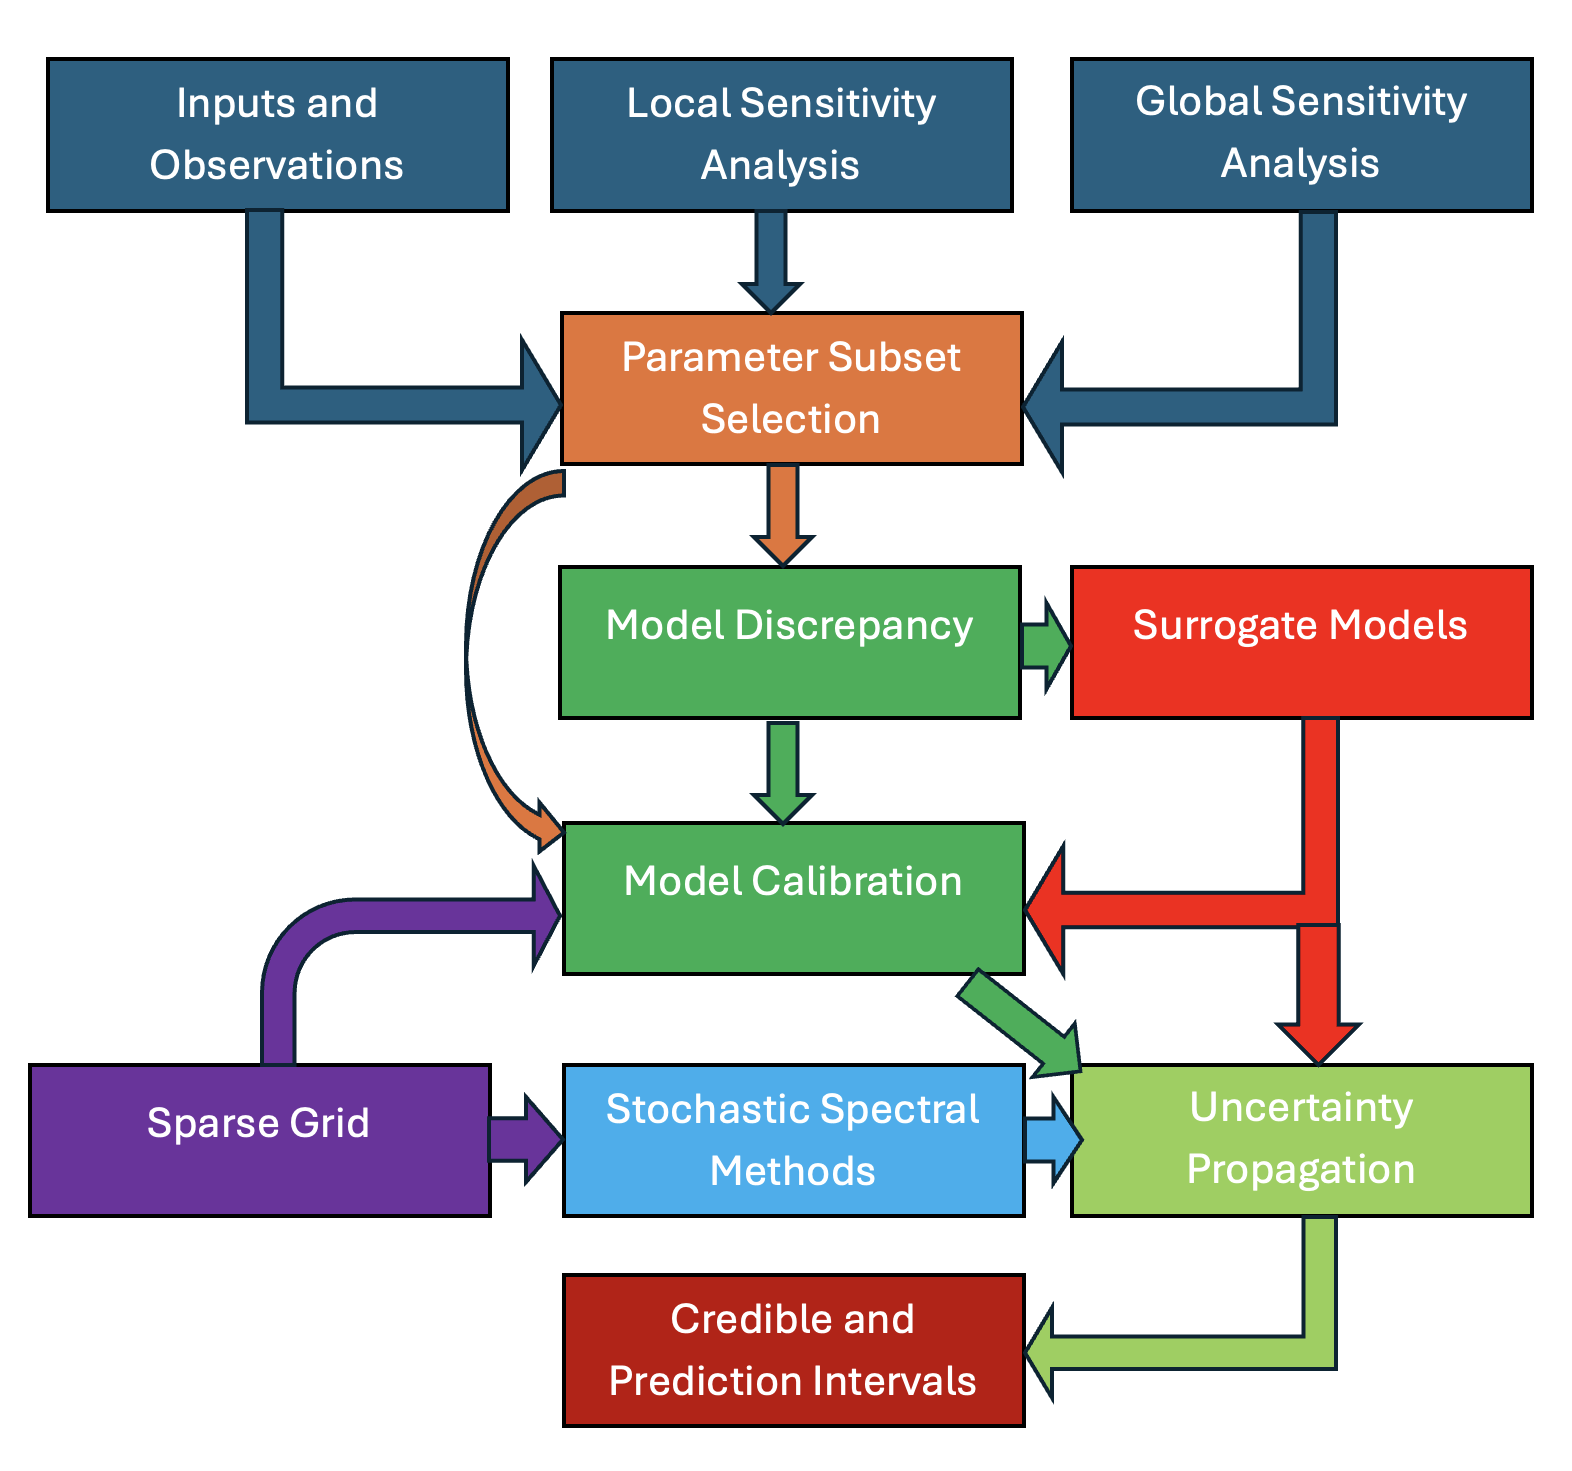 Inputs and
Observations
Local Sensitivity
Analysis
Global Sensitivity
Analysis
Parameter Subset
Selection
Model Discrepancy
Surrogate Models
Model Calibration
Sparse Grid
Stochastic Spectral
Methods
Uncertainty
Propagation
Credible and
Prediction Intervals